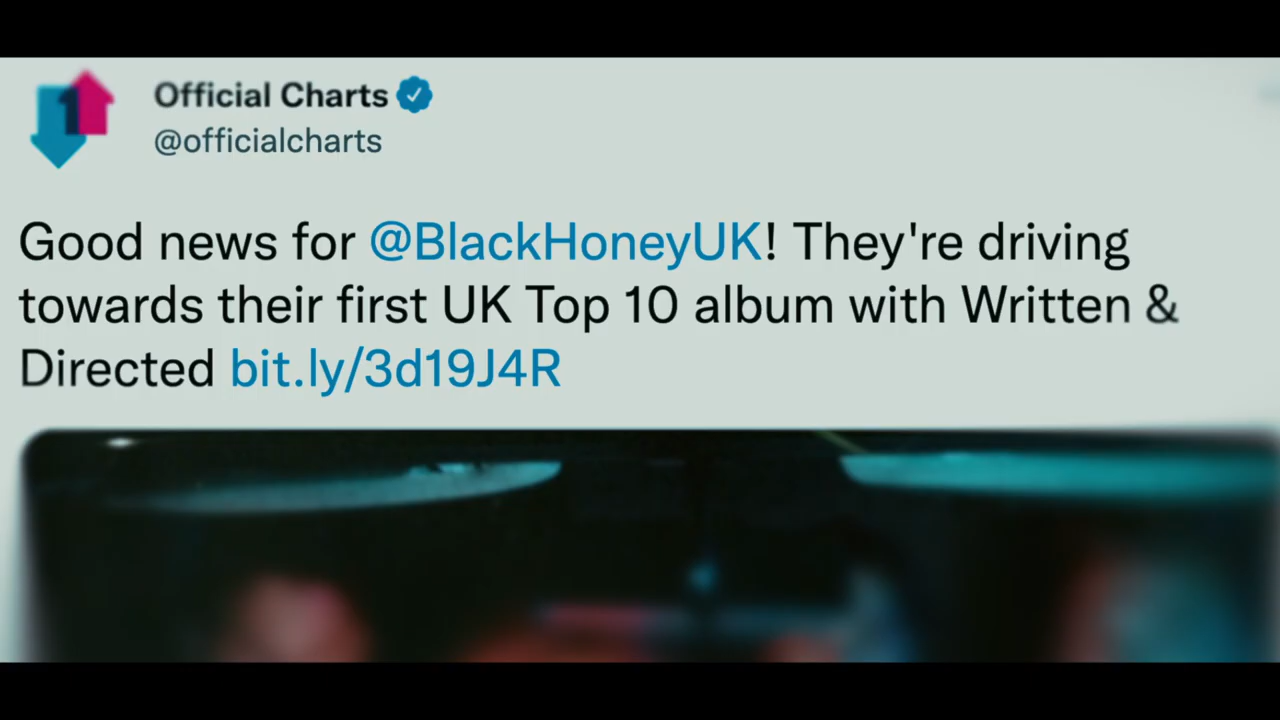 Official Charts
@officialcharts
Good news for @BlackHoneyUK! They're driving
towards their first UK Top 10 album with Written &
Directed bit.ly/3d19J4R